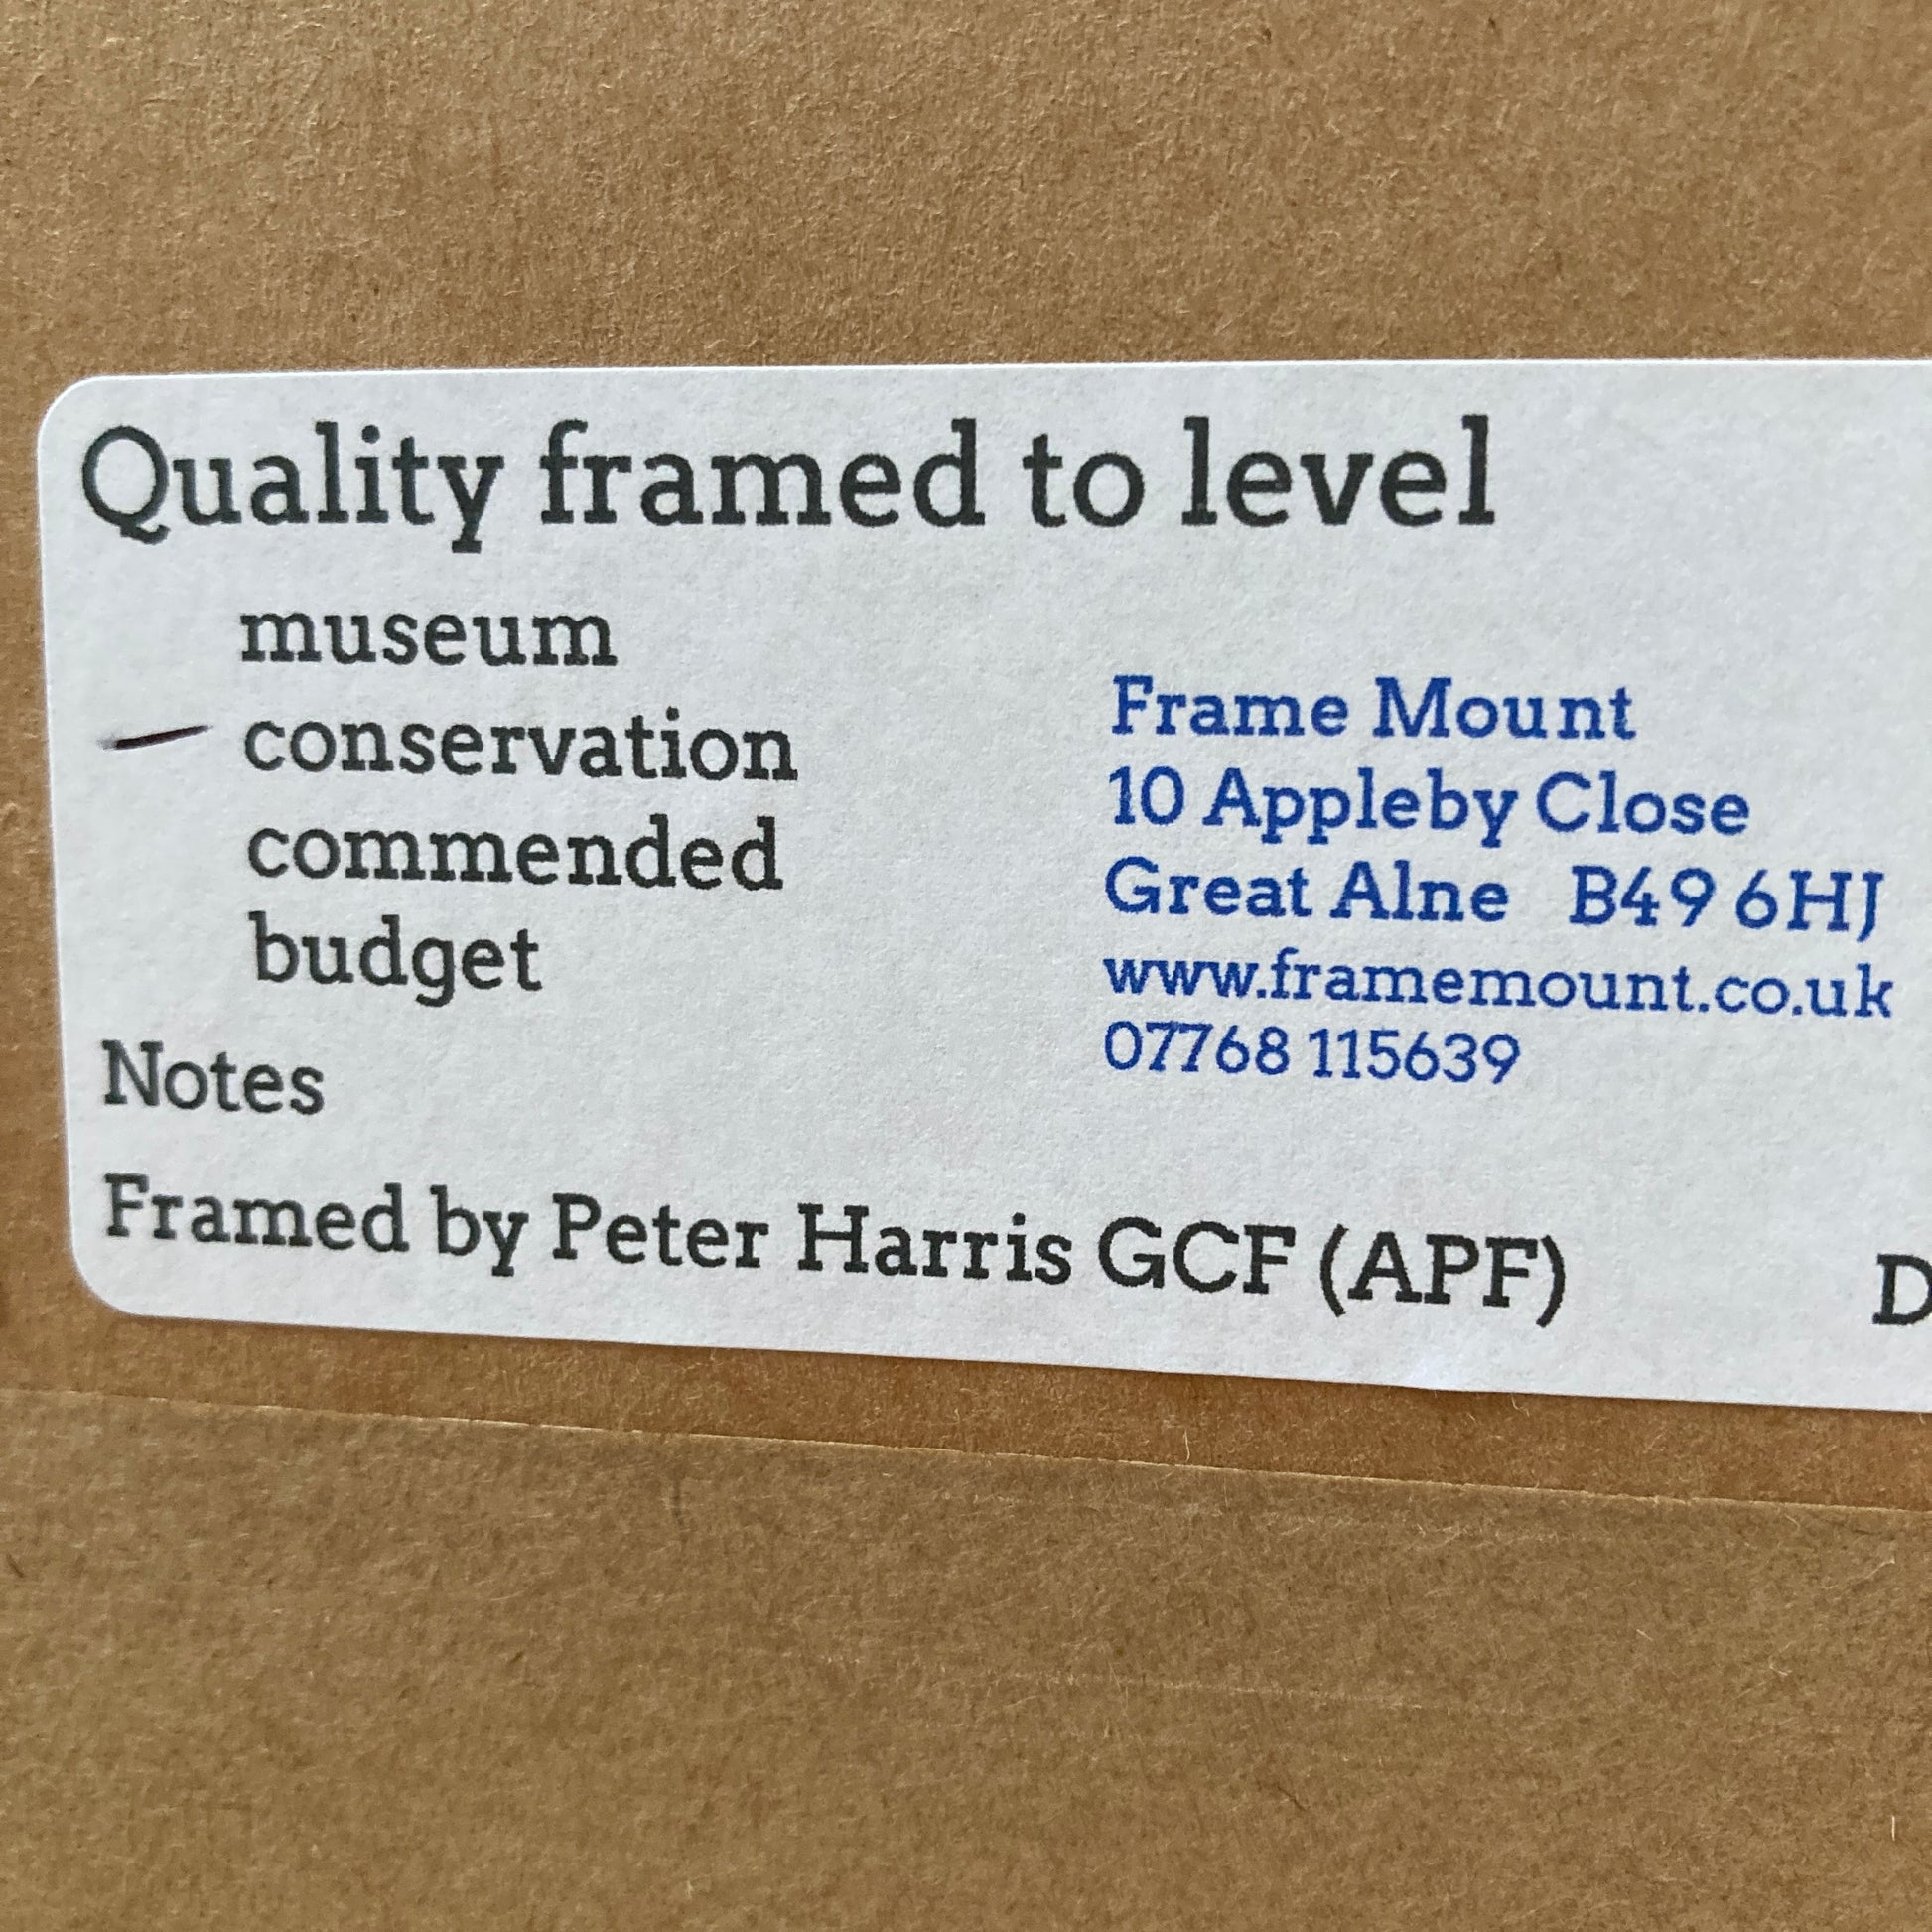 Quality framed to level
museum
conservation
commended
budget
Frame Mount
10 Appleby Close
Great Alne B49 6HJ
www.framemount.co.uk
07768 115639
Notes
Framed by Peter Harris GCF (APF)